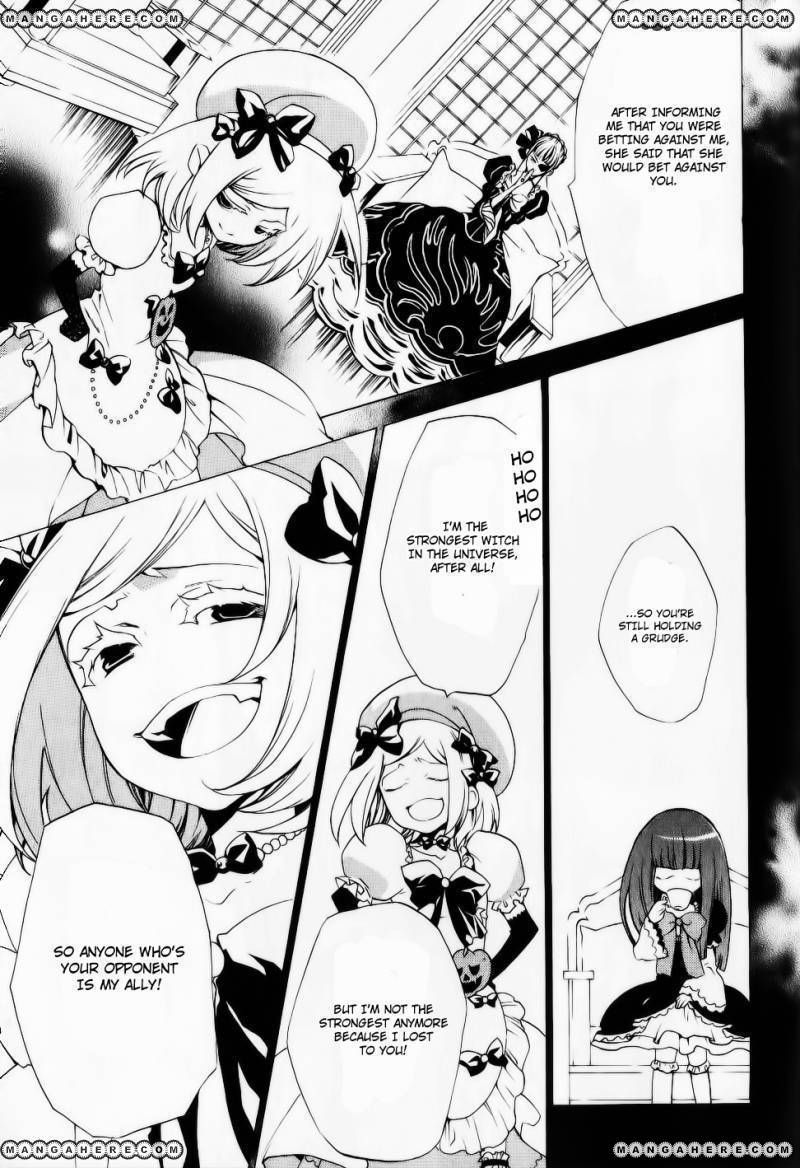 MANGAHERE.COM
MANGAHERE.COM
AFTER INFORMING
ME THAT YOU WERE
BETTING AGAINST ME,
SHE SAID THAT SHE
WOULD BET AGAINST
YOU.
...SO YOU'RE
STILL HOLDING
A GRUDGE.
HO
HO
HO
HO
I'M THE
STRONGEST WITCH
IN THE UNIVERSE,
AFTER ALL!
BUT I'M NOT THE
STRONGEST ANYMORE
BECAUSE I LOST
TO YOU!
SO ANYONE WHO'S
YOUR OPPONENT
IS MY ALLY!
MANGAHERE.COM
MANGAHERE.COM